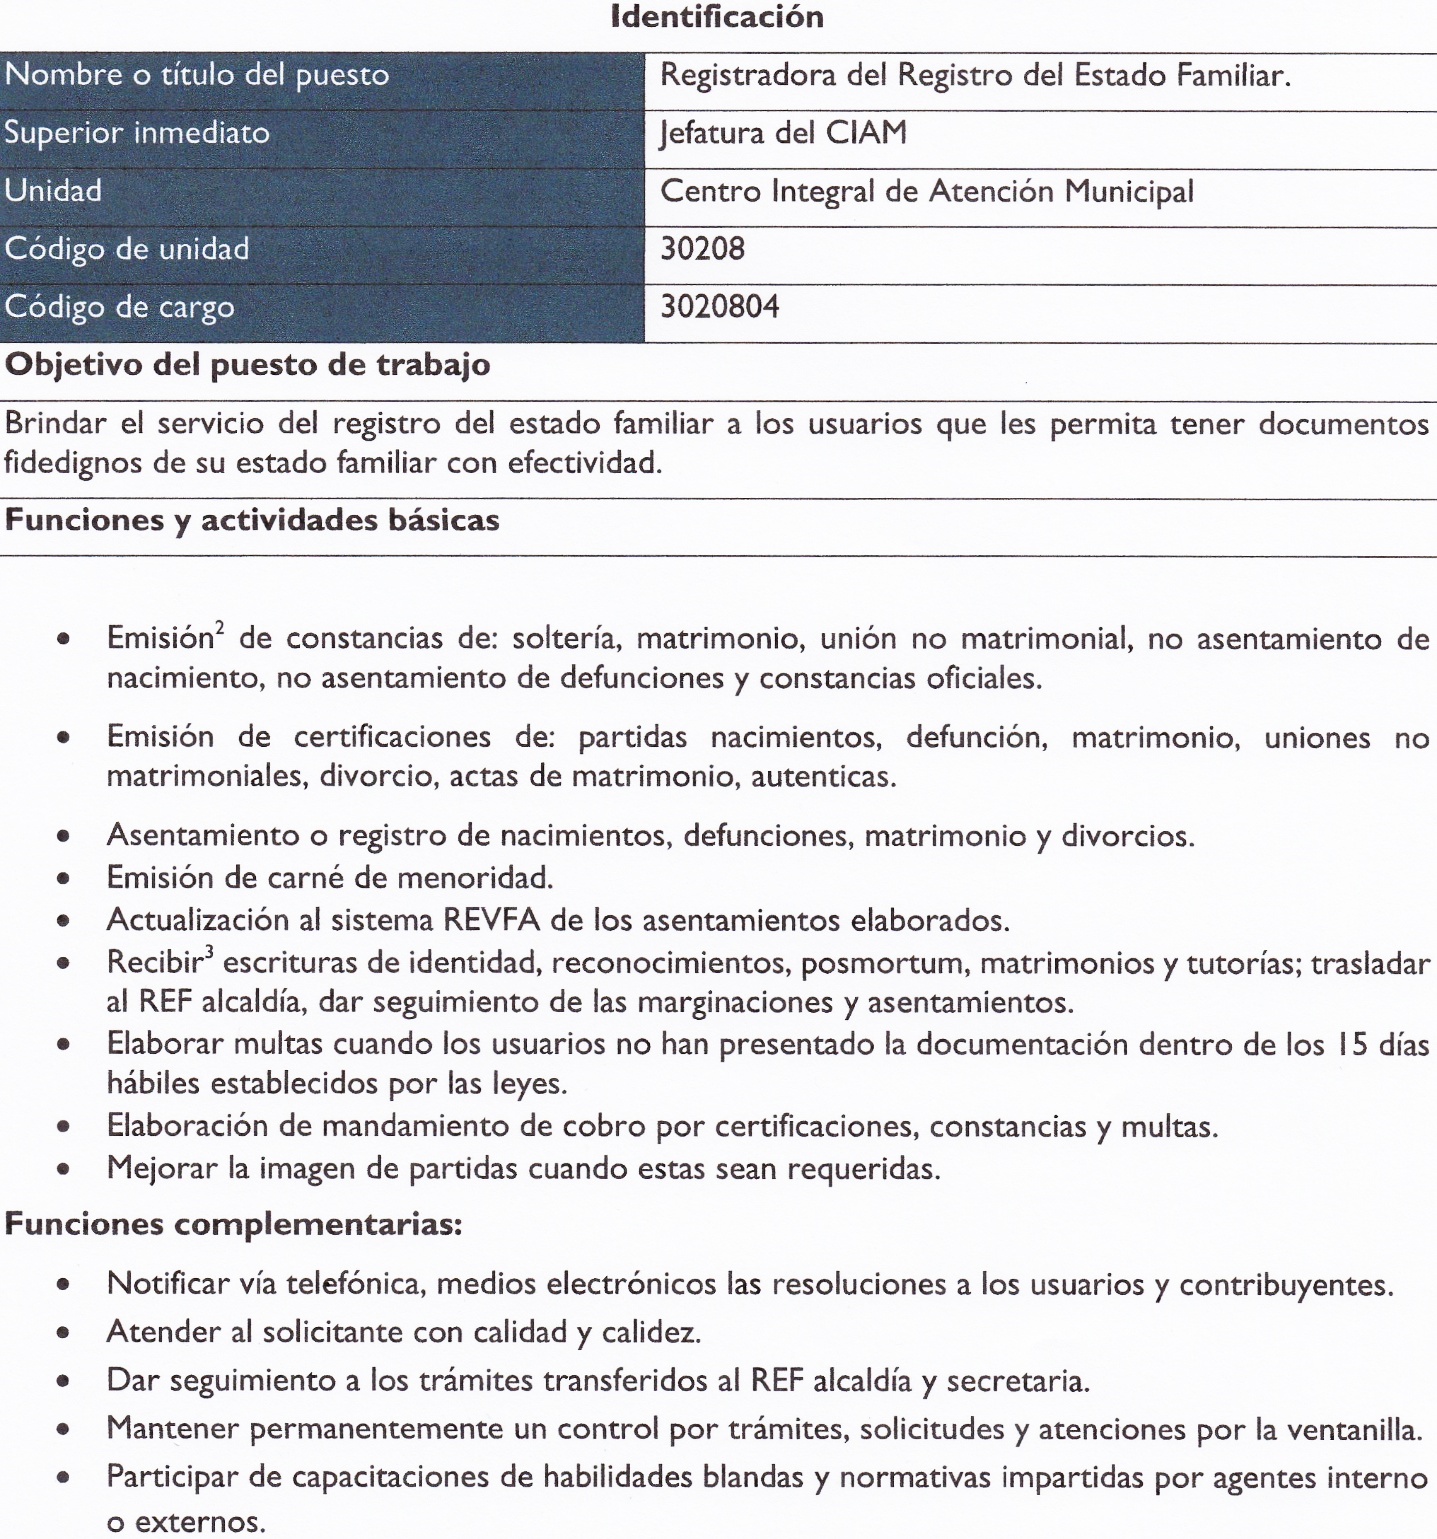 Identificación
Nombre o título del puesto Registradora del Registro del Estado Familiar.
Superior inmediato Jefatura del CIAM
Unidad Centro Integral de Atención Municipal
Código de unidad 30208
Código de cargo 3020804
Objetivo del puesto de trabajo
Brindar el servicio del registro del estado familiar a los usuarios que les permita tener documentos
fidedignos de su estado familiar con efectividad.
Funciones y actividades básicas
• Emisión² de constancias de: soltería, matrimonio, unión no matrimonial, no asentamiento de
nacimiento, no asentamiento de defunciones y constancias oficiales.
• Emisión de certificaciones de: partidas nacimientos, defunción, matrimonio, uniones no
matrimoniales, divorcio, actas de matrimonio, autenticas.
• Asentamiento o registro de nacimientos, defunciones, matrimonio y divorcios.
• Emisión de carné de menoridad.
• Actualización al sistema REVFA de los asentamientos elaborados.
• Recibir³ escrituras de identidad, reconocimientos, posmortum, matrimonios y tutorías; trasladar
al REF alcaldía, dar seguimiento de las marginaciones y asentamientos.
• Elaborar multas cuando los usuarios no han presentado la documentación dentro de los 15 días
hábiles establecidos por las leyes.
• Elaboración de mandamiento de cobro por certificaciones, constancias y multas.
• Mejorar la imagen de partidas cuando estas sean requeridas.
Funciones complementarias:
• Notificar vía telefónica, medios electrónicos las resoluciones a los usuarios y contribuyentes.
• Atender al solicitante con calidad y calidez.
• Dar seguimiento a los trámites transferidos al REF alcaldía y secretaria.
• Mantener permanentemente un control por trámites, solicitudes y atenciones por la ventanilla.
• Participar de capacitaciones de habilidades blandas y normativas impartidas por agentes interno
o externos.